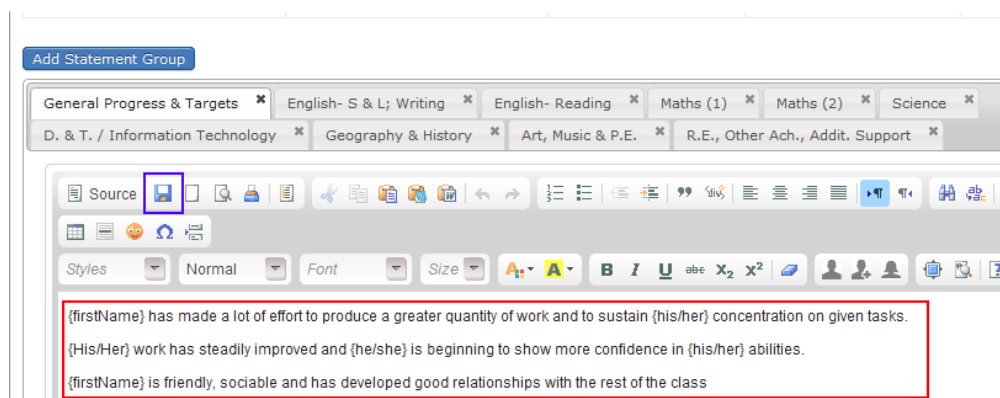 Add Statement Group
General Progress & Targets English- S & L; Writing English- Reading Maths (1) Maths (2) Science
D. & T. / Information Technology Geography & History Art, Music & P.E. R.E., Other Ach., Addit. Support
Source
Styles Normal Font Size A A B I U abc X₂ X²
{firstName} has made a lot of effort to produce a greater quantity of work and to sustain {his/her} concentration on given tasks.
{His/Her} work has steadily improved and {he/she} is beginning to show more confidence in {his/her} abilities.
{firstName} is friendly, sociable and has developed good relationships with the rest of the class